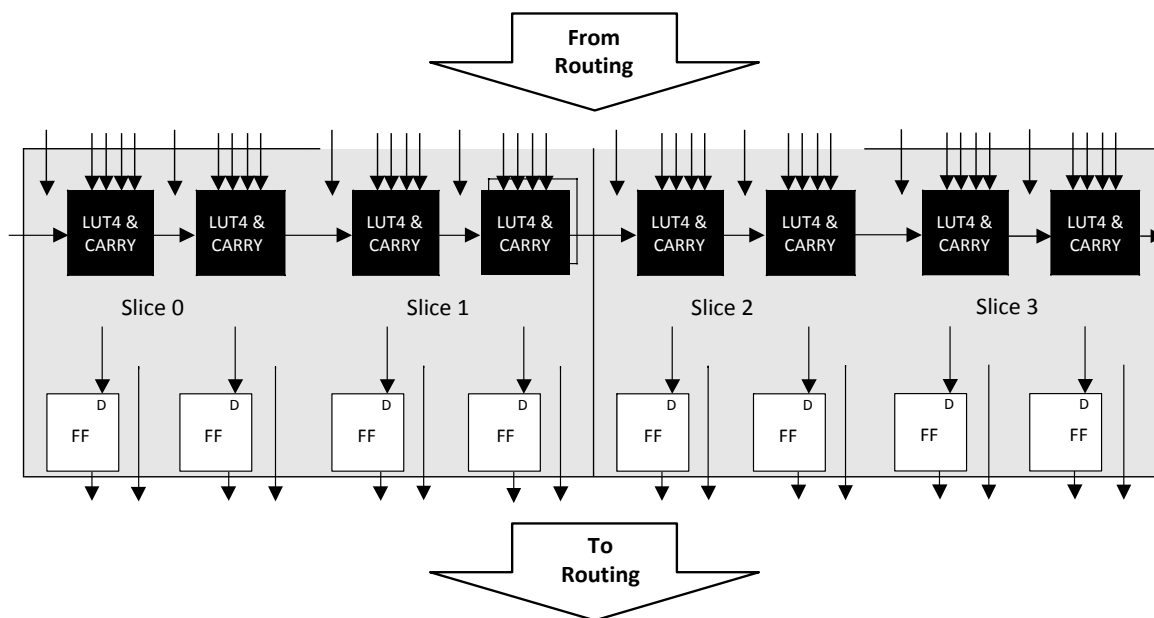 From
Routing
LUT4 &
CARRY
LUT4 &
CARRY
LUT4 &
CARRY
LUT4 &
CARRY
LUT4 &
CARRY
LUT4 &
CARRY
LUT4 &
CARRY
LUT4 &
CARRY
Slice 0
Slice 1
Slice 2
Slice 3
D
FF
D
FF
D
FF
D
FF
D
FF
D
FF
D
FF
D
FF
To
Routing